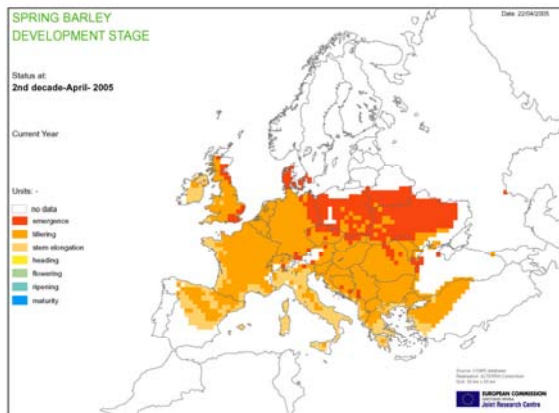 SPRING BARLEY
DEVELOPMENT STAGE
Date: 22/04/2005
Status at:
2nd decade-April- 2005
Current Year
Units: -
no data
emergence
tillering
stem elongation
heading
flowering
ripening
maturity
EUROPEAN COMMISSION
Joint Research Centre